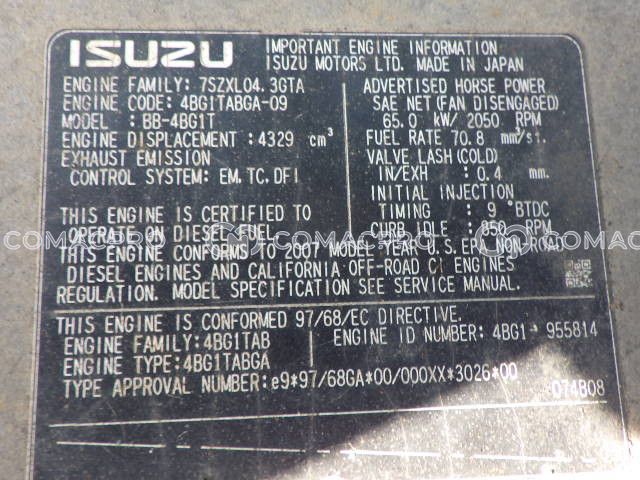 ISUZU
IMPORTANT ENGINE INFORMATION
ISUZU MOTORS LTD. MADE IN JAPAN
ENGINE FAMILY: 7SZXL04.3GTA
ENGINE CODE: 4BG1TABGA-09
MODEL : BB-4BG1T
ENGINE DISPLACEMENT:4329 cm³
EXHAUST EMISSION
CONTROL SYSTEM: EM,TC,DFI
ADVERTISED HORSE POWER
SAE NET(FAN DISENGAGED)
65.0 kW/ 2050 RPM
FUEL RATE 70.8 mm³/st.
VALVE LASH(COLD)
IN/EXH : 0.4 mm.
INITIAL INJECTION
TIMING : 9 °BTDC
CURB IDLE : 850 RPM
THIS ENGINE IS CERTIFIED TO
OPERATE ON DIESEL FUEL
THIS ENGINE CONFORMS TO 2007 MODEL YEAR U.S.EPA NON-ROAD
DIESEL ENGINES AND CALIFORNIA OFF-ROAD CI ENGINES
REGULATION. MODEL SPECIFICATION SEE SERVICE MANUAL.
THIS ENGINE IS CONFORMED 97/68/EC DIRECTIVE.
ENGINE FAMILY:4BG1TAB
ENGINE ID NUMBER: 4BG1- 955814
ENGINE TYPE:4BG1TABGA
TYPE APPROVAL NUMBER:e9*97/68GA*00/000XX*3026*00
074B08
COMAC.PRO COMAC.PRO COMAC.PRO